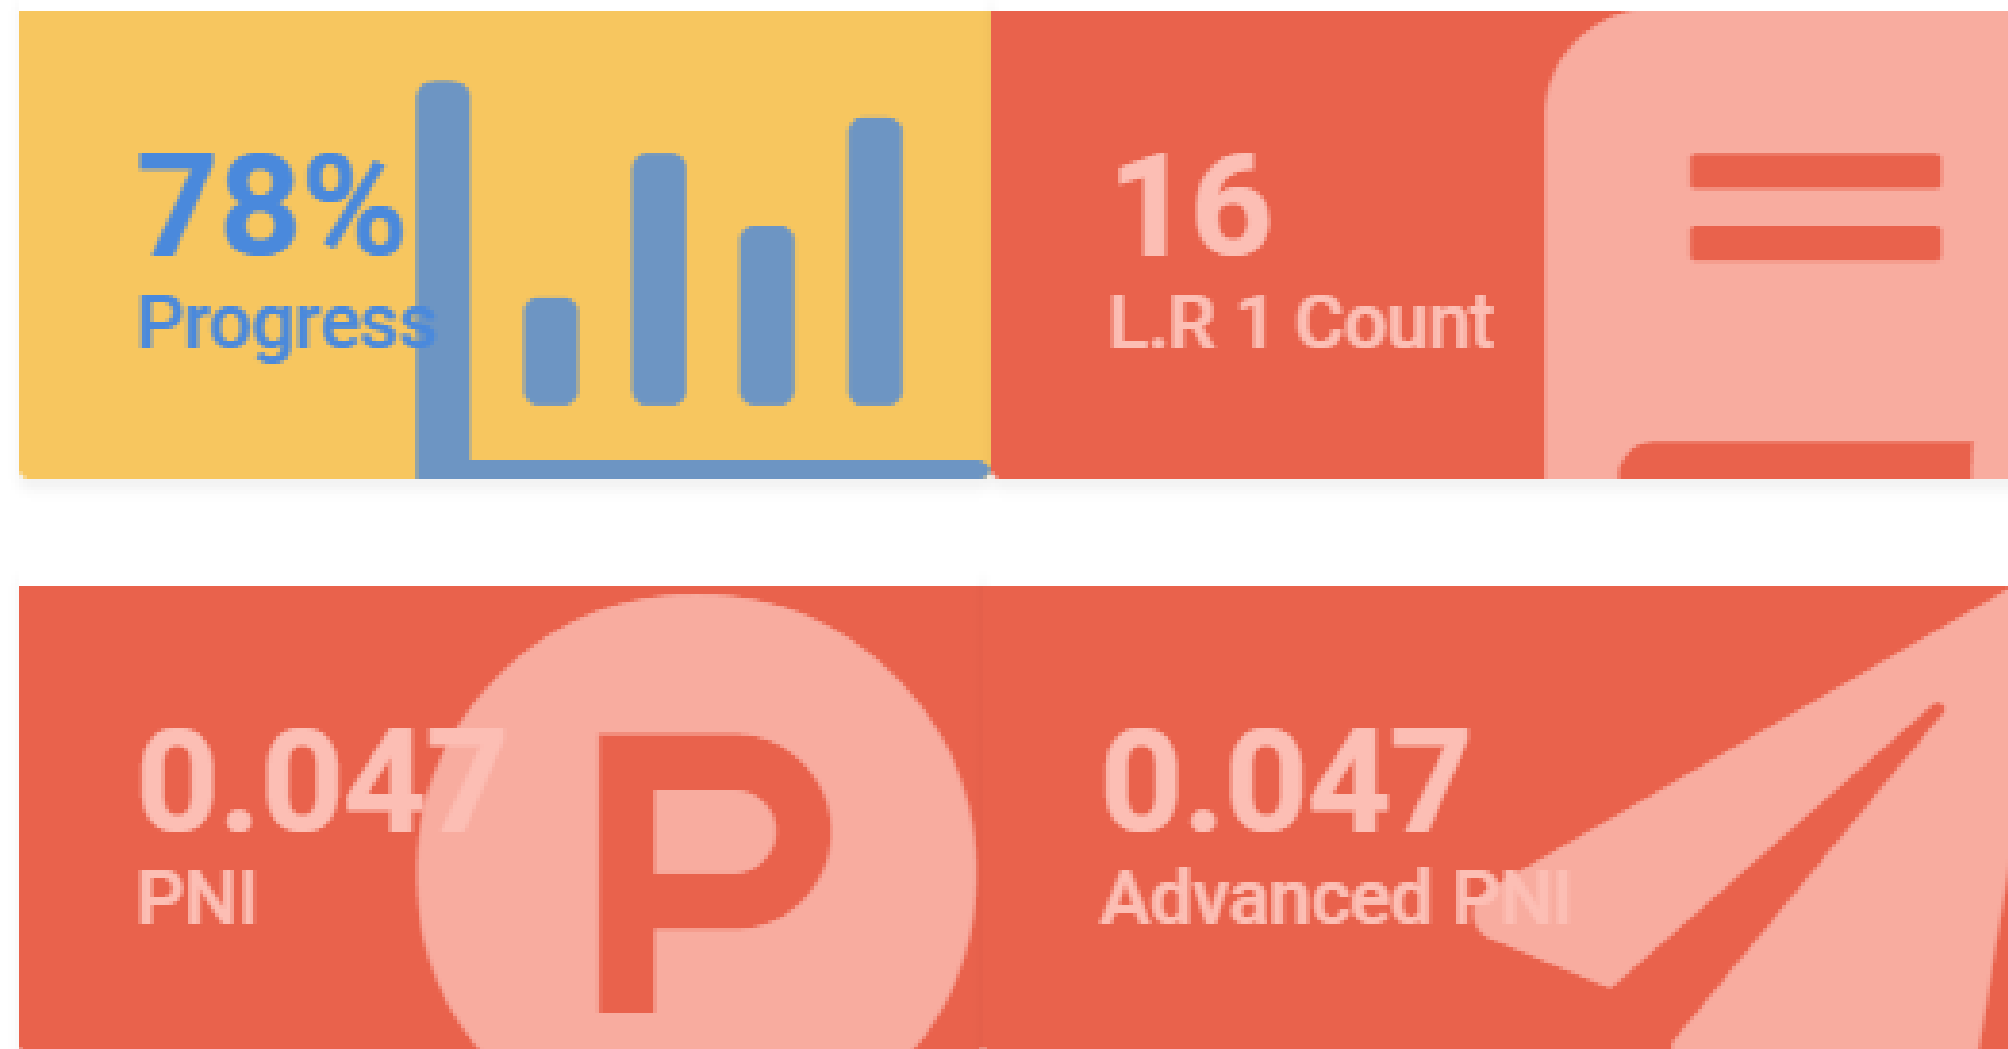 78%
Progress
16
L.R 1 Count
0.047
PNI
P
0.047
Advanced PNI